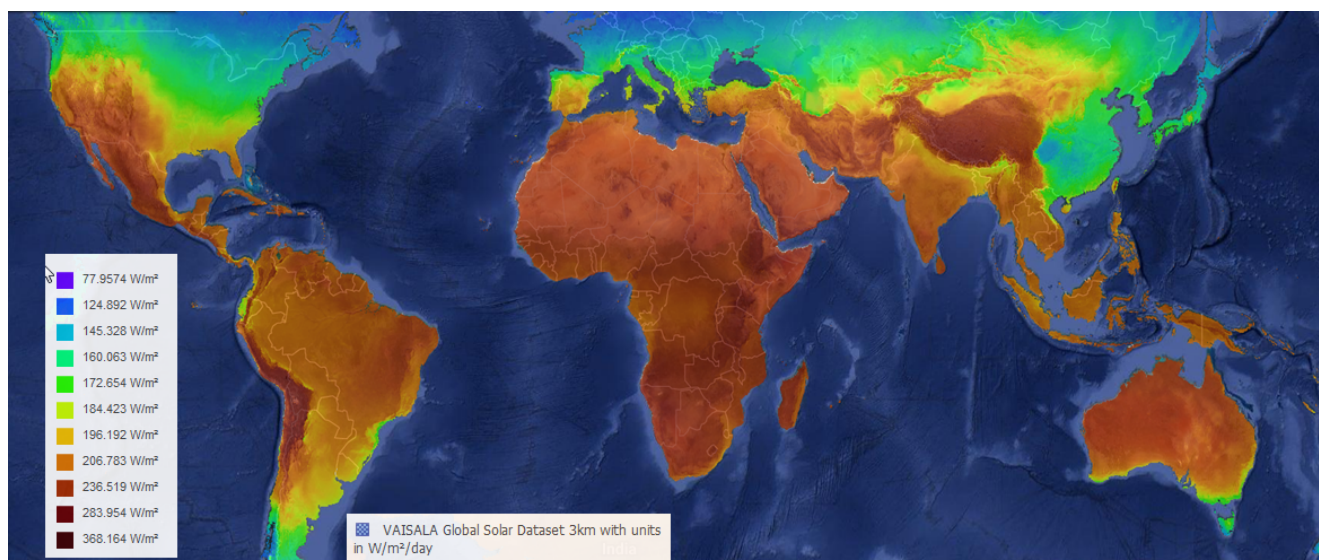 77.9574 W/m²
124.892 W/m²
145.328 W/m²
160.063 W/m²
172.654 W/m²
184.423 W/m²
196.192 W/m²
206.783 W/m²
236.519 W/m²
283.954 W/m²
368.164 W/m²
VAISALA Global Solar Dataset 3km with units
in W/m²/day
India